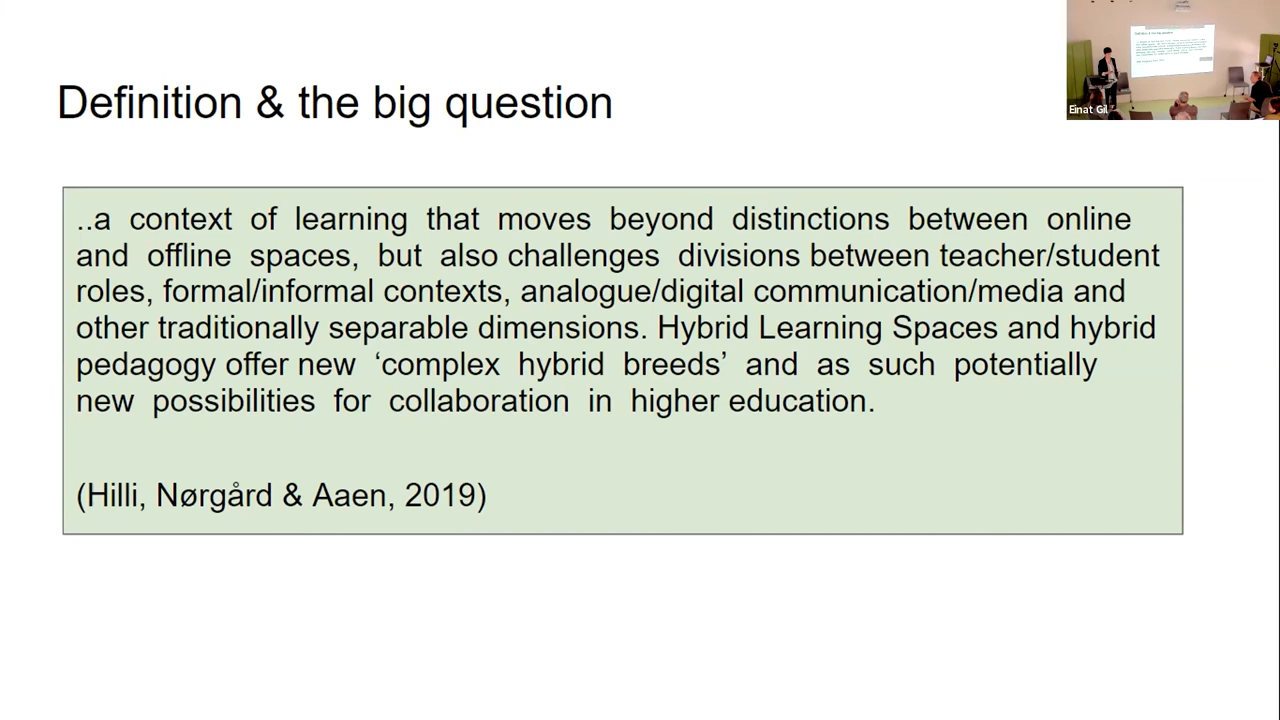 Definition & the big question
..a context of learning that moves beyond distinctions between online
and offline spaces, but also challenges divisions between teacher/student
roles, formal/informal contexts, analogue/digital communication/media and
other traditionally separable dimensions. Hybrid Learning Spaces and hybrid
pedagogy offer new ‘complex hybrid breeds’ and as such potentially
new possibilities for collaboration in higher education.
(Hilli, Nørgård & Aaen, 2019)
Einat Gil